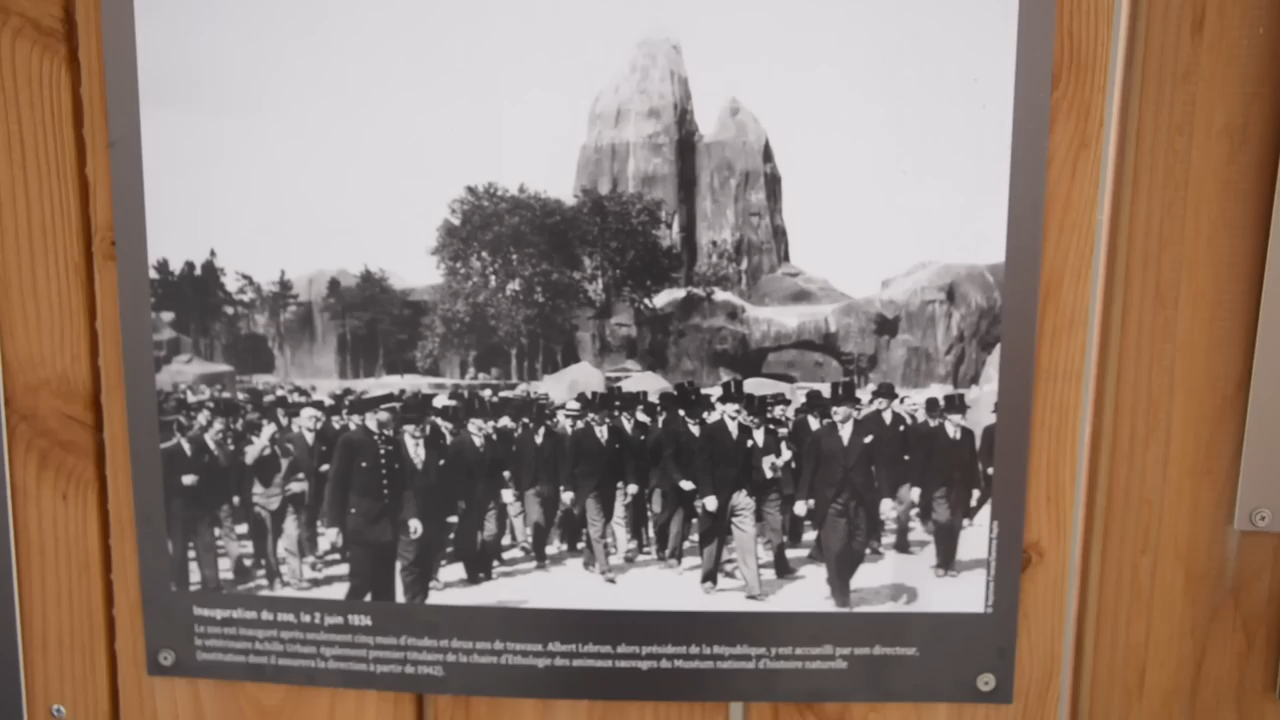 Inauguration du zoo, le 2 juin 1934
Le zoo est inauguré après seulement cinq mois d'études et deux ans de travaux. Albert Lebrun, alors président de la République, y est accueilli par son directeur,
le vétérinaire Achille Urbain également premier titulaire de la chaire d'Ethologie des animaux sauvages du Muséum national d'histoire naturelle
(institution dont il assurera la direction à partir de 1942).